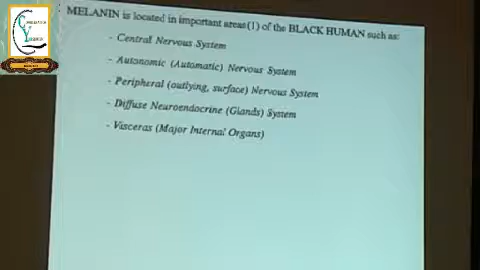 MELANIN is located in important areas(1) of the BLACK HUMAN such as:
- Central Nervous System
- Autonomic (Automatic) Nervous System
- Peripheral (outlying, surface) Nervous System
- Diffuse Neuroendocrine (Glands) System
- Visceras (Major Internal Organs)